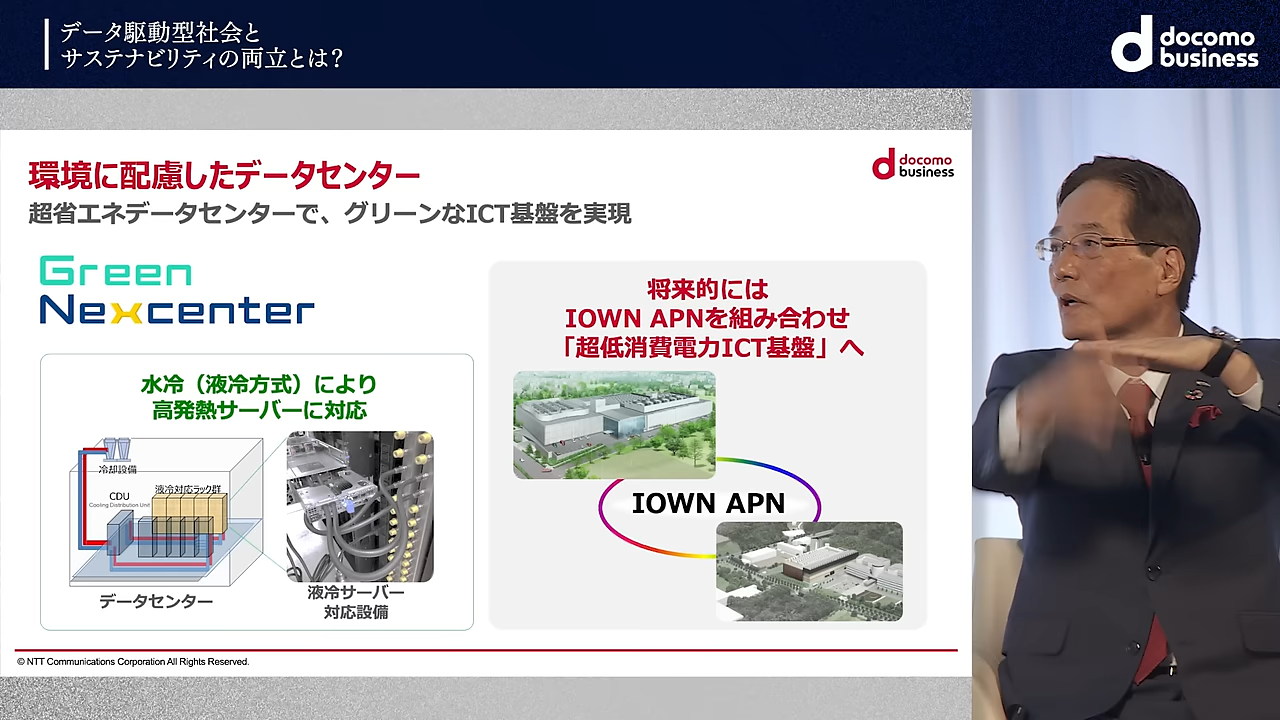 データ駆動型社会と
サステナビリティの両立とは？
docomo
business
環境に配慮したデータセンター
超省エネデータセンターで、グリーンなICT基盤を実現
docomo
business
Green
Nexcenter
水冷（液冷方式）により
高発熱サーバーに対応
冷却設備
CDU
Cooling Distribution Unit
液冷対応ラック群
データセンター
液冷サーバー
対応設備
将来的には
IOWN APNを組み合わせ
「超低消費電力ICT基盤」へ
IOWN APN
© NTT Communications Corporation All Rights Reserved.